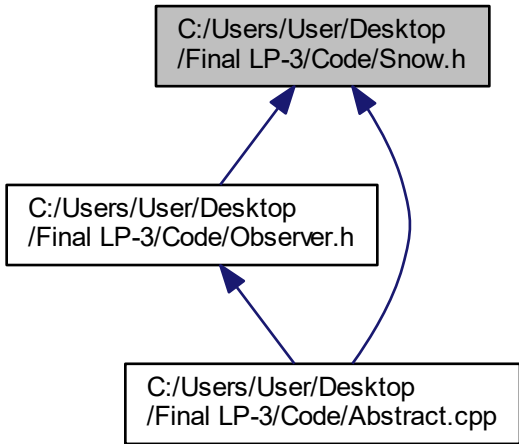 C:/Users/User/Desktop
/Final LP-3/Code/Snow.h
C:/Users/User/Desktop
/Final LP-3/Code/Observer.h
C:/Users/User/Desktop
/Final LP-3/Code/Abstract.cpp